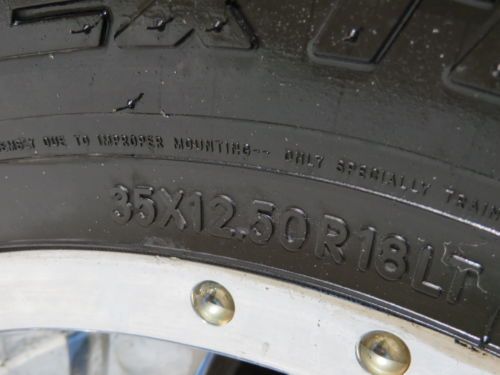 DUE TO IMPROPER MOUNTING-- ONLY SPECIALLY
35X12.50R18LT